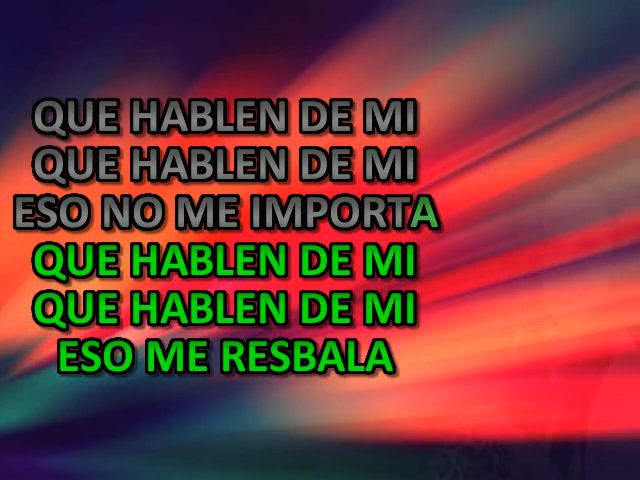 QUE HABLEN DE MI
QUE HABLEN DE MI
ESO NO ME IMPORTA
QUE HABLEN DE MI
QUE HABLEN DE MI
ESO ME RESBALA